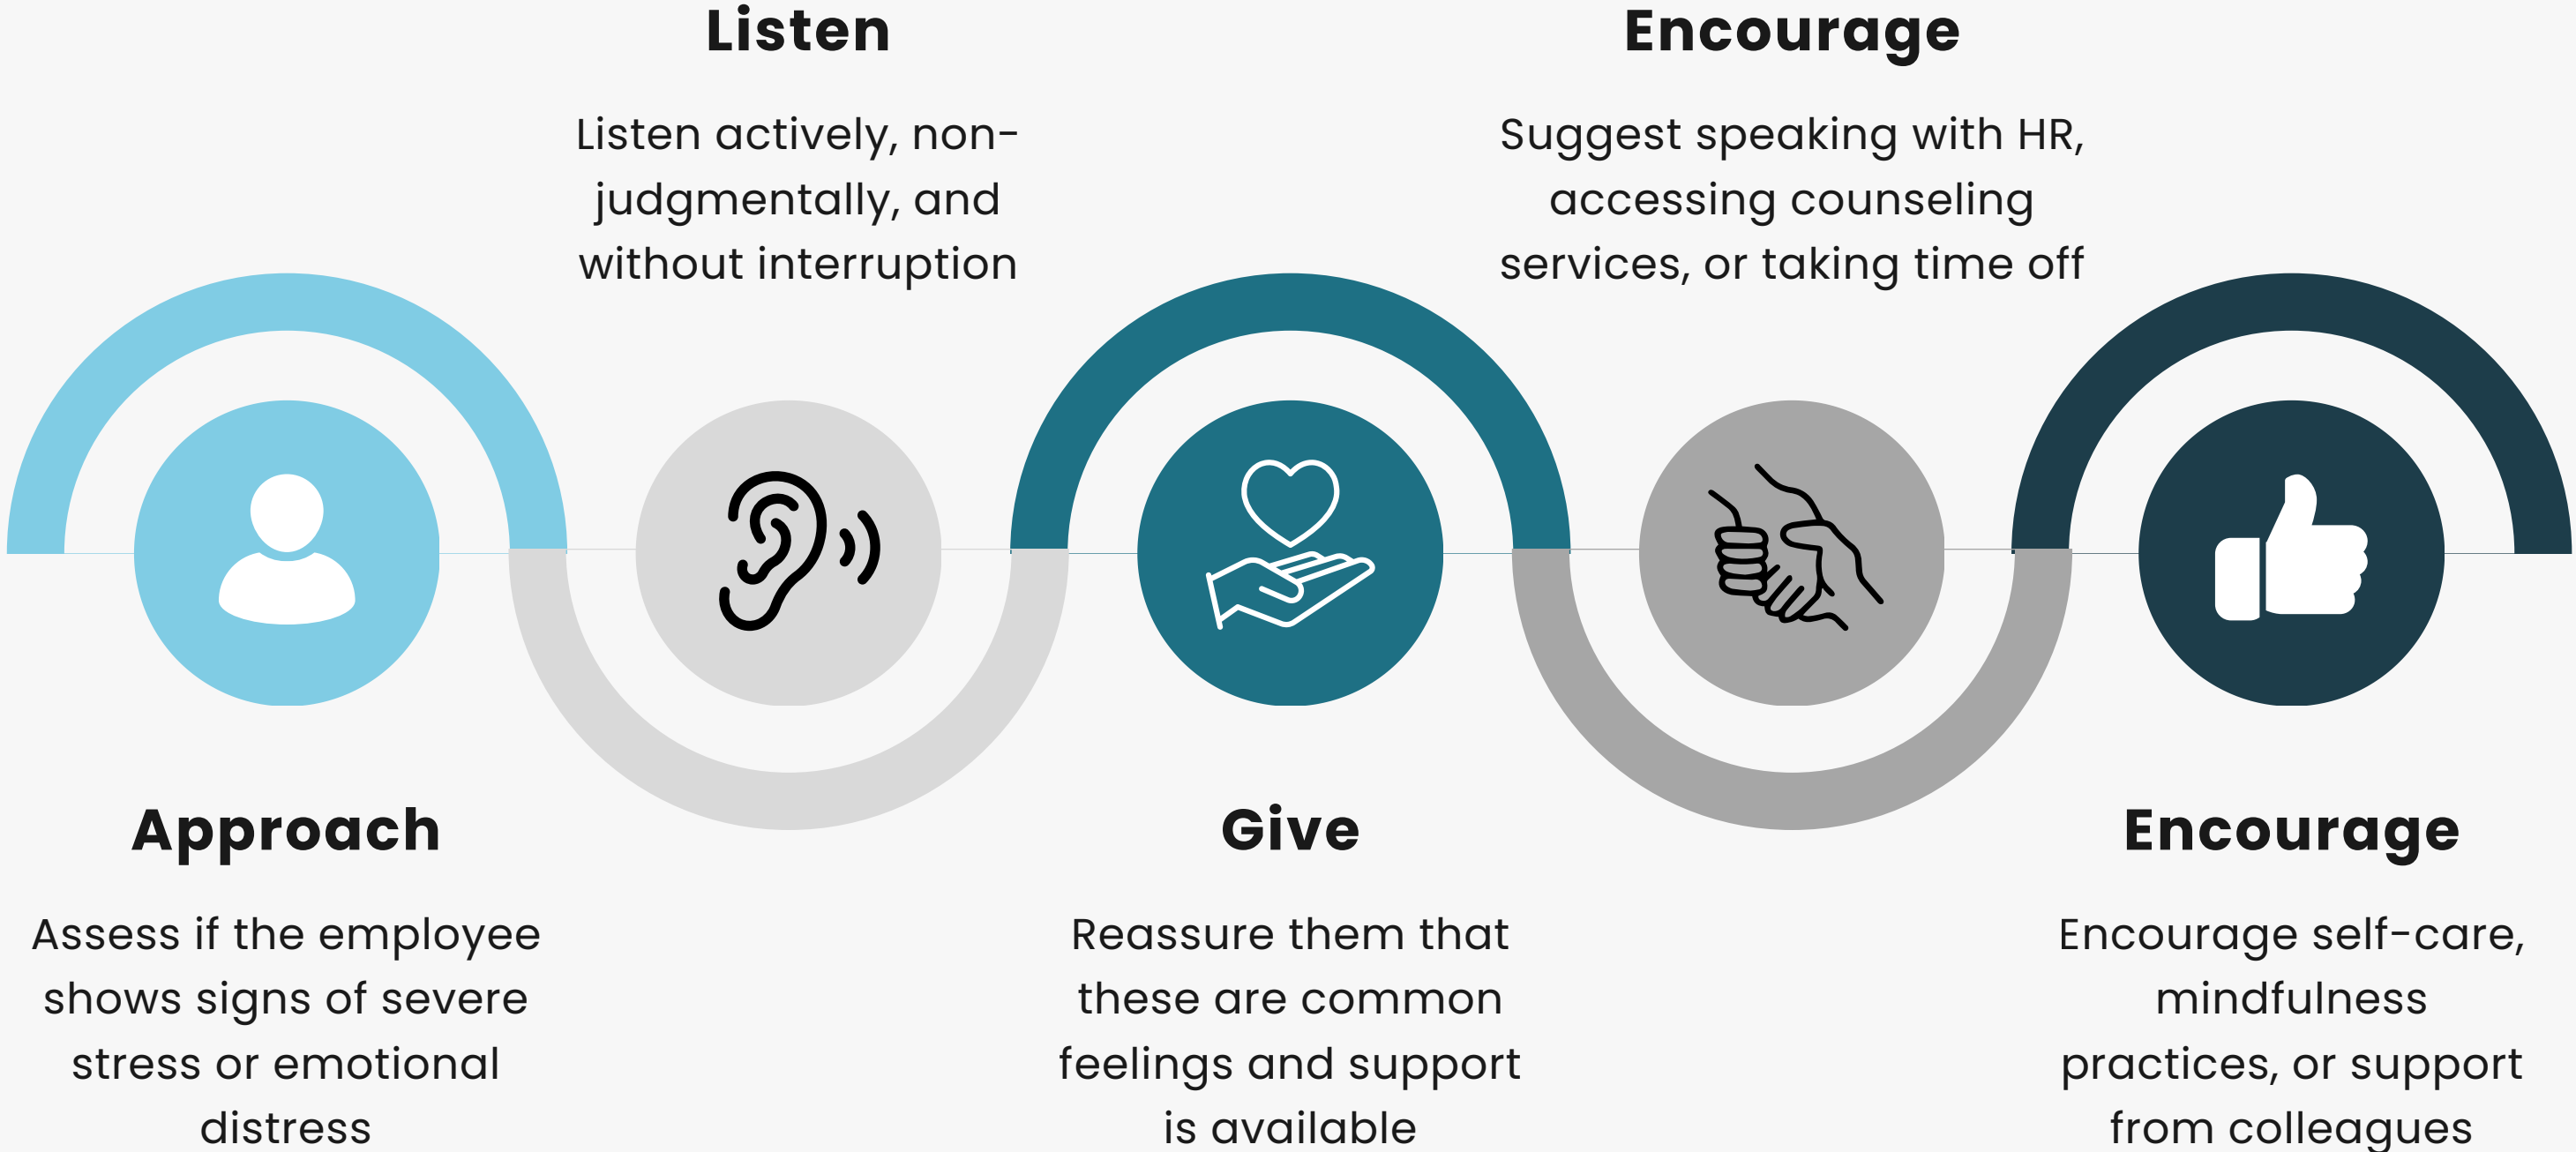 Listen
Listen actively, non-
judgmentally, and
without interruption
Encourage
Suggest speaking with HR,
accessing counseling
services, or taking time off
Approach
Assess if the employee
shows signs of severe
stress or emotional
distress
Give
Reassure them that
these are common
feelings and support
is available
Encourage
Encourage self-care,
mindfulness
practices, or support
from colleagues